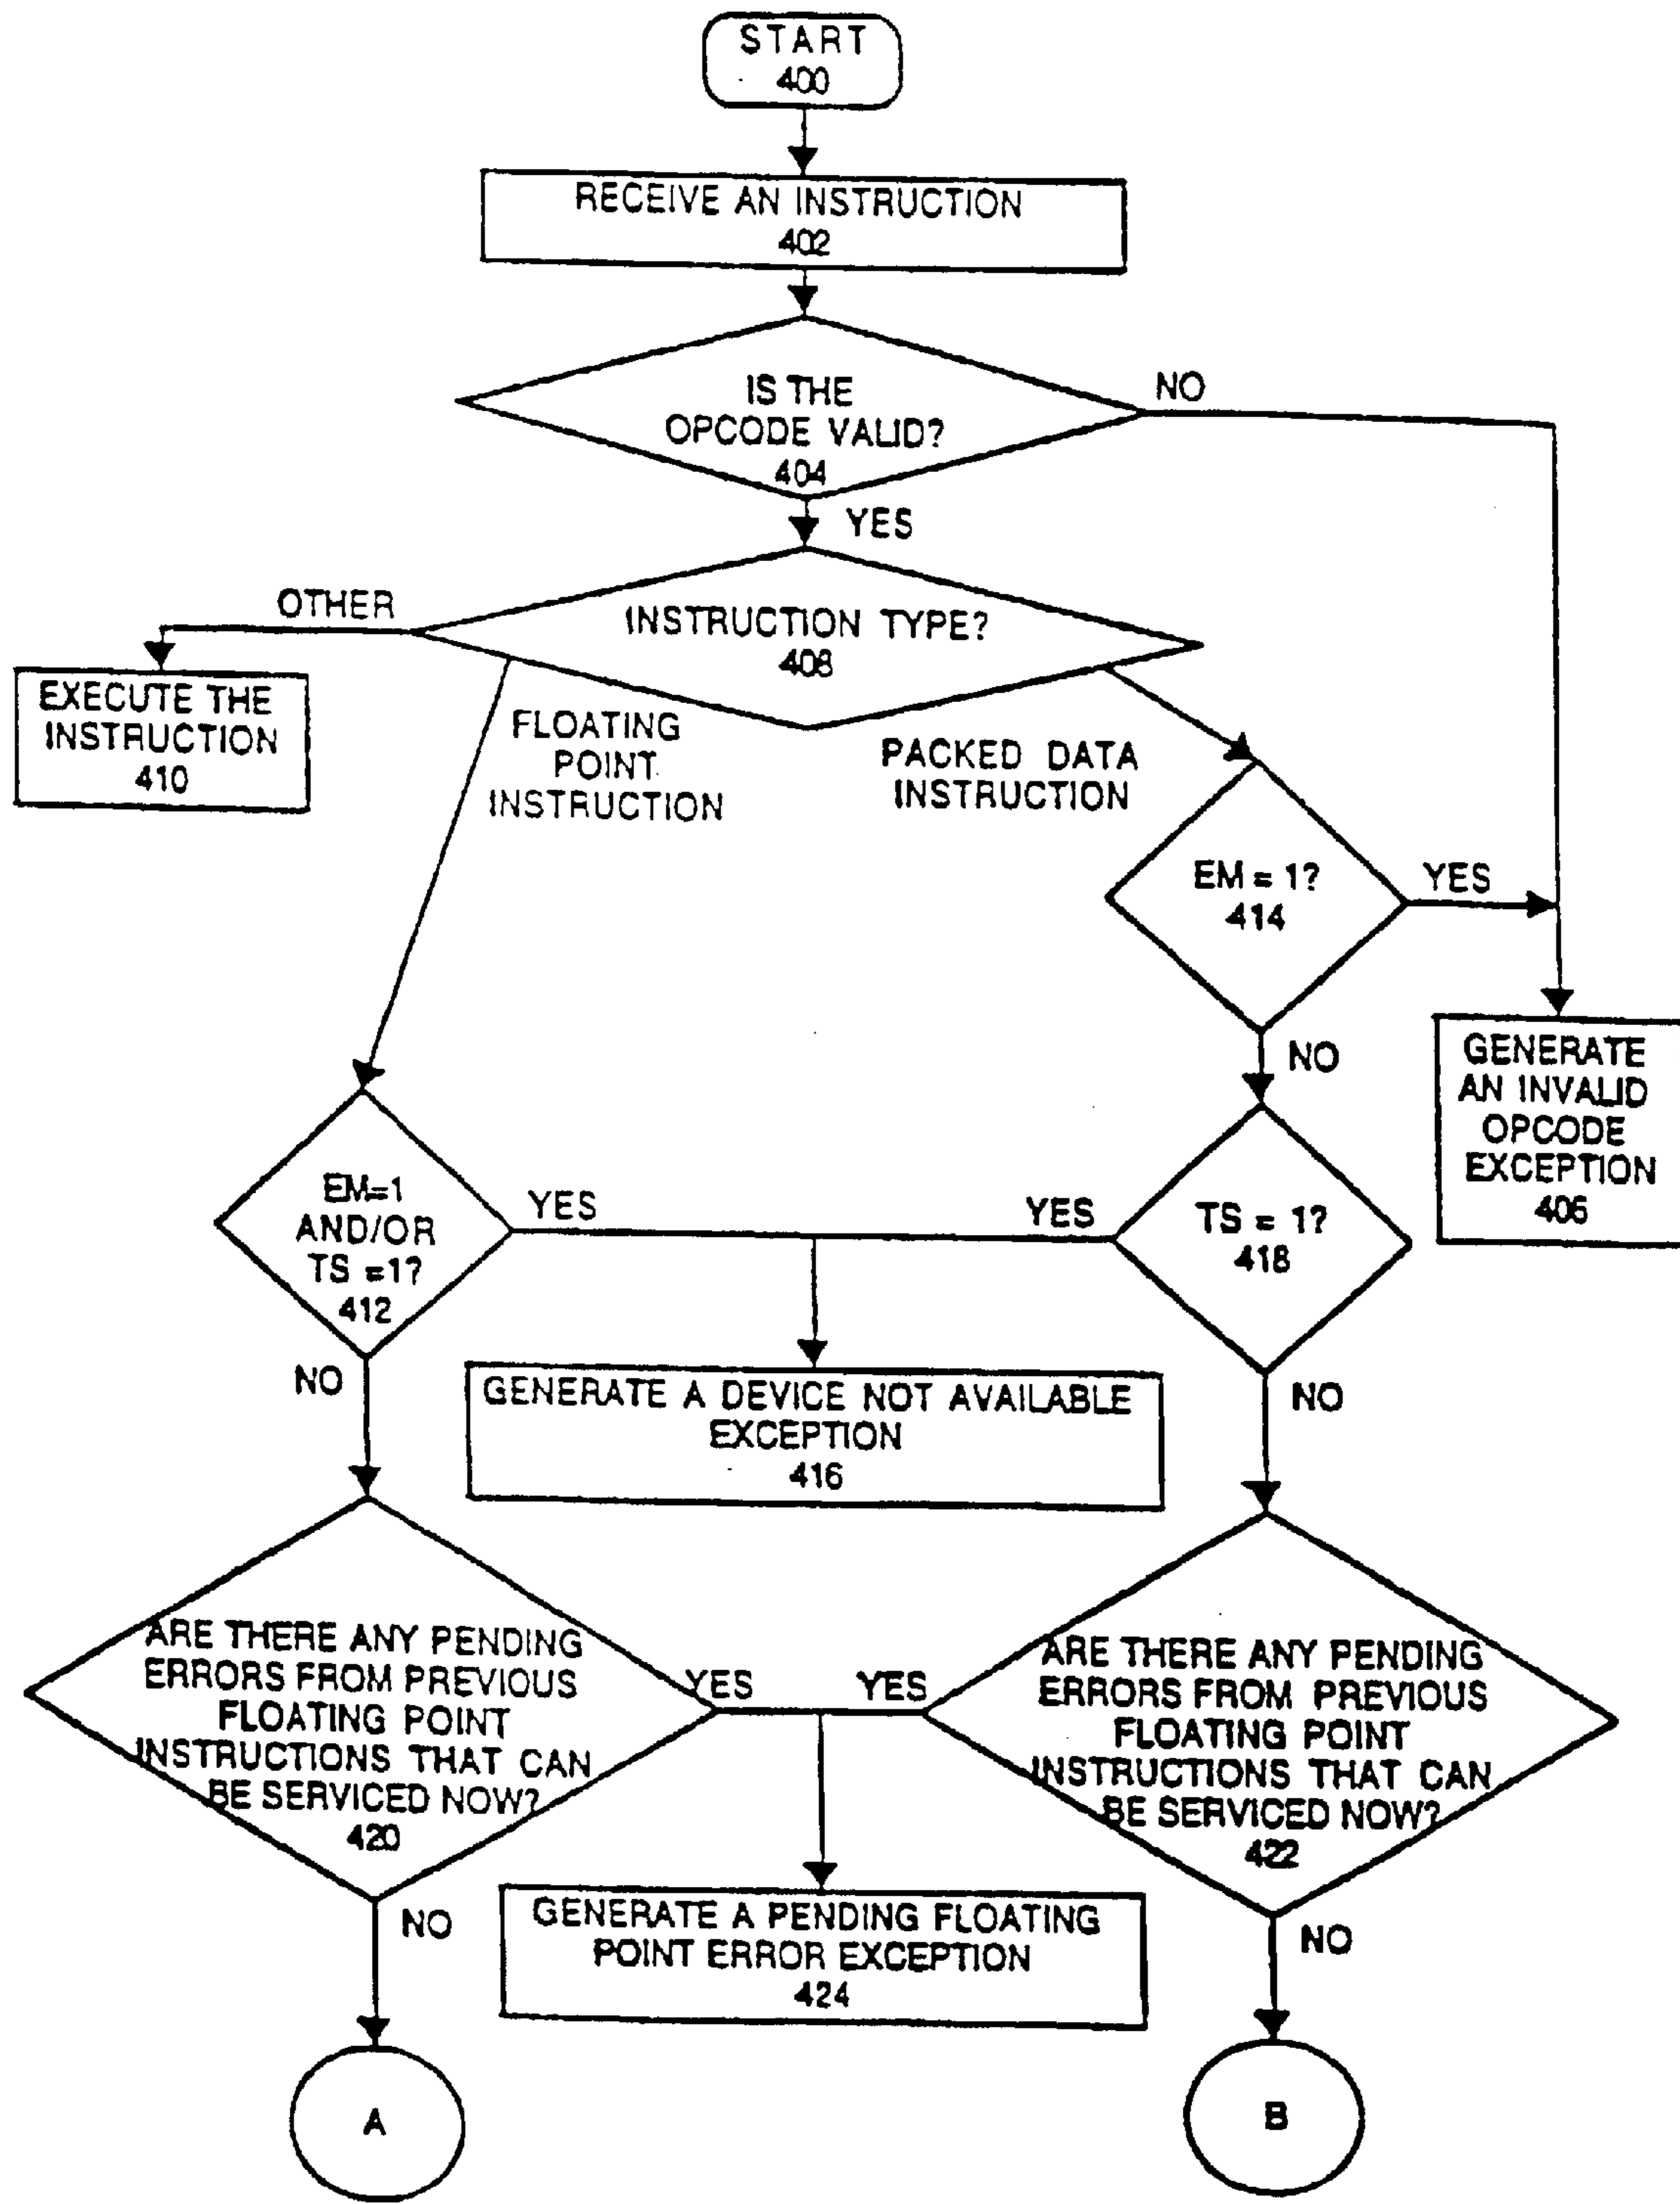 START
400
RECEIVE AN INSTRUCTION
402
IS THE
OPCODE VALID?
404
NO
YES
OTHER
INSTRUCTION TYPE?
408
EXECUTE THE
INSTRUCTION
410
FLOATING
POINT
INSTRUCTION
PACKED DATA
INSTRUCTION
EM = 1?
414
YES
NO
GENERATE
AN INVALID
OPCODE
EXCEPTION
406
EM=1
AND/OR
TS =1?
412
YES
YES
TS = 1?
418
NO
GENERATE A DEVICE NOT AVAILABLE
EXCEPTION
416
NO
ARE THERE ANY PENDING
ERRORS FROM PREVIOUS
FLOATING POINT
INSTRUCTIONS THAT CAN
BE SERVICED NOW?
420
YES
YES
ARE THERE ANY PENDING
ERRORS FROM PREVIOUS
FLOATING POINT
INSTRUCTIONS THAT CAN
BE SERVICED NOW?
422
NO
GENERATE A PENDING FLOATING
POINT ERROR EXCEPTION
424
NO
A
B